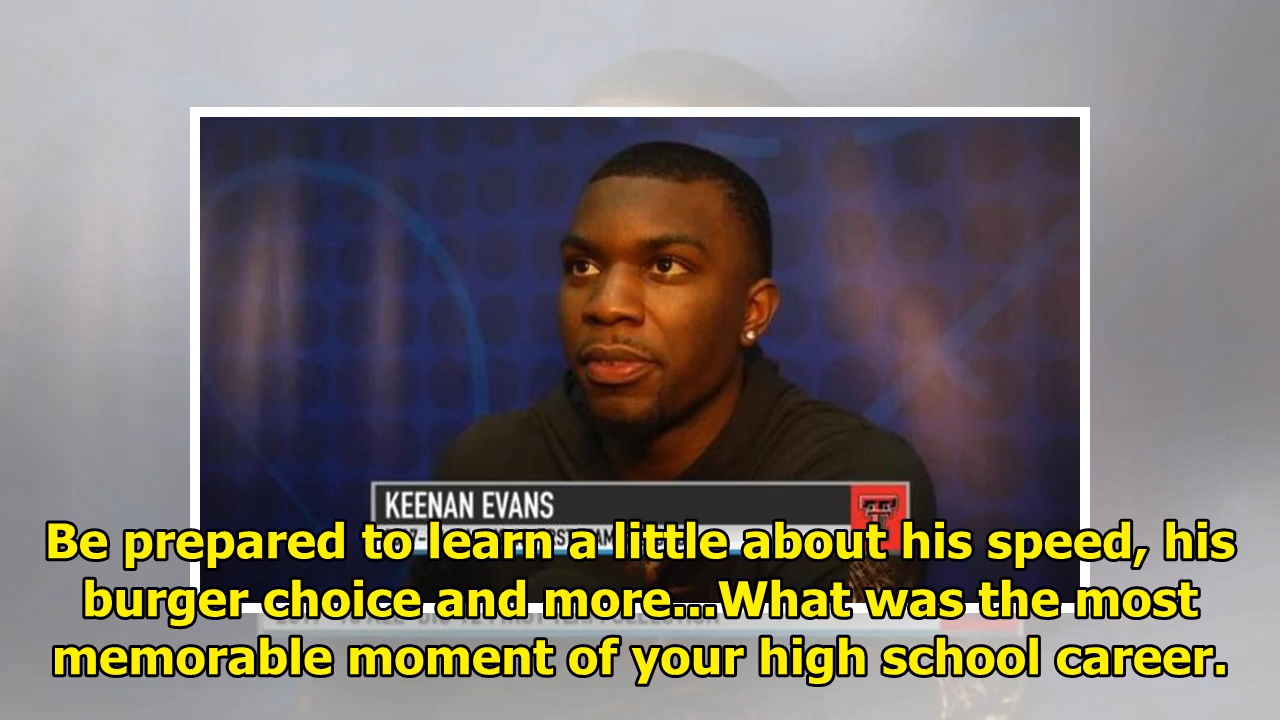 KEENAN EVANS
Be prepared to learn a little about his speed, his
burger choice and more...What was the most
memorable moment of your high school career.